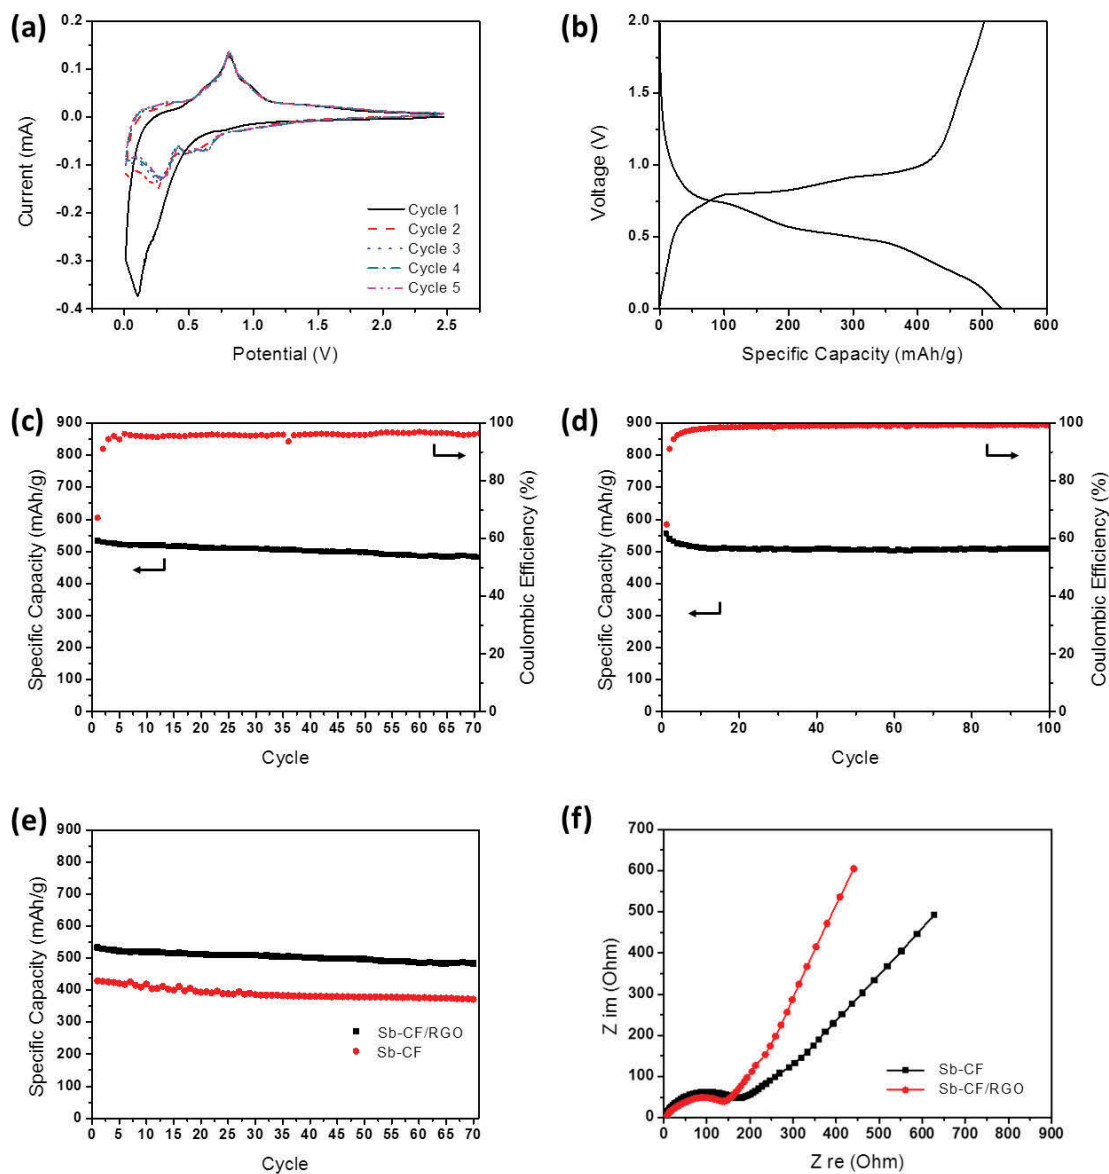 (a)
0.2
0.1
0.0
-0.1
-0.2
-0.3
-0.4
Current (mA)
Cycle 1
Cycle 2
Cycle 3
Cycle 4
Cycle 5
0.0 0.5 1.0 1.5 2.0 2.5
Potential (V)
(b)
2.0
1.5
1.0
0.5
0.0
Voltage (V)
0 100 200 300 400 500 600
Specific Capacity (mAh/g)
(c)
900
800
700
600
500
400
300
200
100
0
Specific Capacity (mAh/g)
100
80
60
40
20
0
Coulombic Efficiency (%)
0 5 10 15 20 25 30 35 40 45 50 55 60 65 70
Cycle
(d)
900
800
700
600
500
400
300
200
100
0
Specific Capacity (mAh/g)
100
80
60
40
20
0
Coulombic Efficiency (%)
0 20 40 60 80 100
Cycle
(e)
900
800
700
600
500
400
300
200
100
0
Specific Capacity (mAh/g)
Sb-CF/RGO
Sb-CF
0 5 10 15 20 25 30 35 40 45 50 55 60 65 70
Cycle
(f)
700
600
500
400
300
200
100
0
Z im (Ohm)
Sb-CF
Sb-CF/RGO
0 100 200 300 400 500 600 700 800 900
Z re (Ohm)